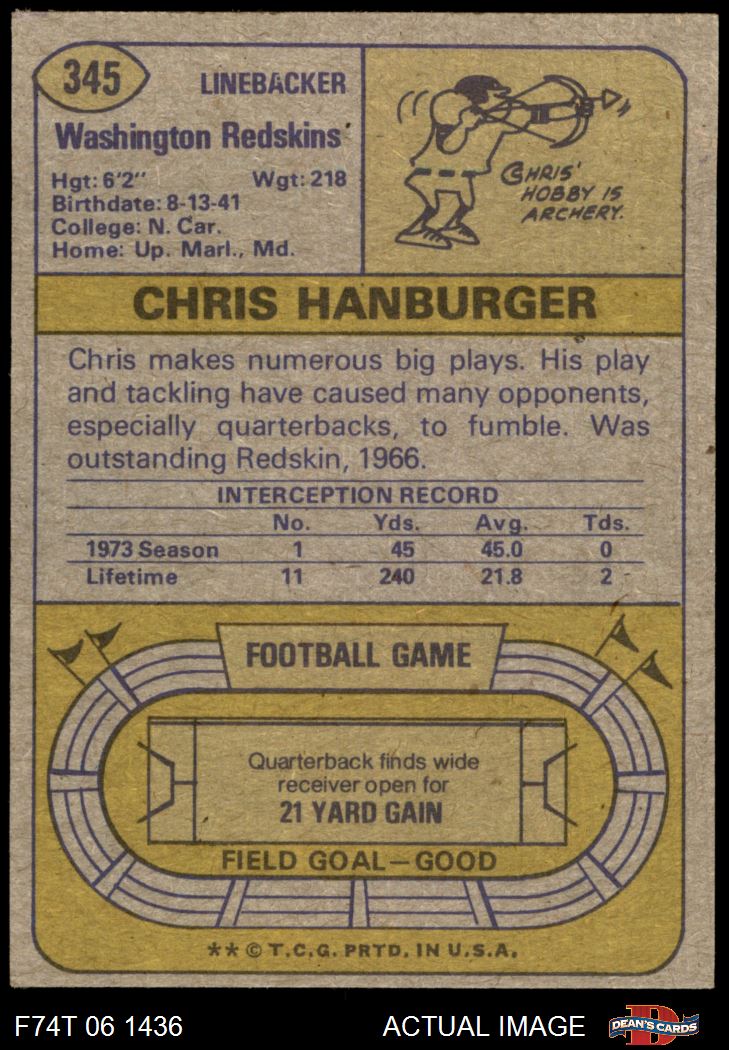 345
LINEBACKER
Washington Redskins
Hgt: 6'2"
Wgt: 218
Birthdate: 8-13-41
College: N. Car.
Home: Up. Marl., Md.
CHRIS'
HOBBY IS
ARCHERY.
CHRIS HANBURGER
Chris makes numerous big plays. His play
and tackling have caused many opponents,
especially quarterbacks, to fumble. Was
outstanding Redskin, 1966.
INTERCEPTION RECORD
No. Yds. Avg. Tds.
1973 Season 1 45 45.0 0
Lifetime 11 240 21.8 2
FOOTBALL GAME
Quarterback finds wide
receiver open for
21 YARD GAIN
FIELD GOAL—GOOD
** © T.C.G. PRTD. IN U.S.A.
F74T 06 1436
ACTUAL IMAGE
DEAN'S CARDS